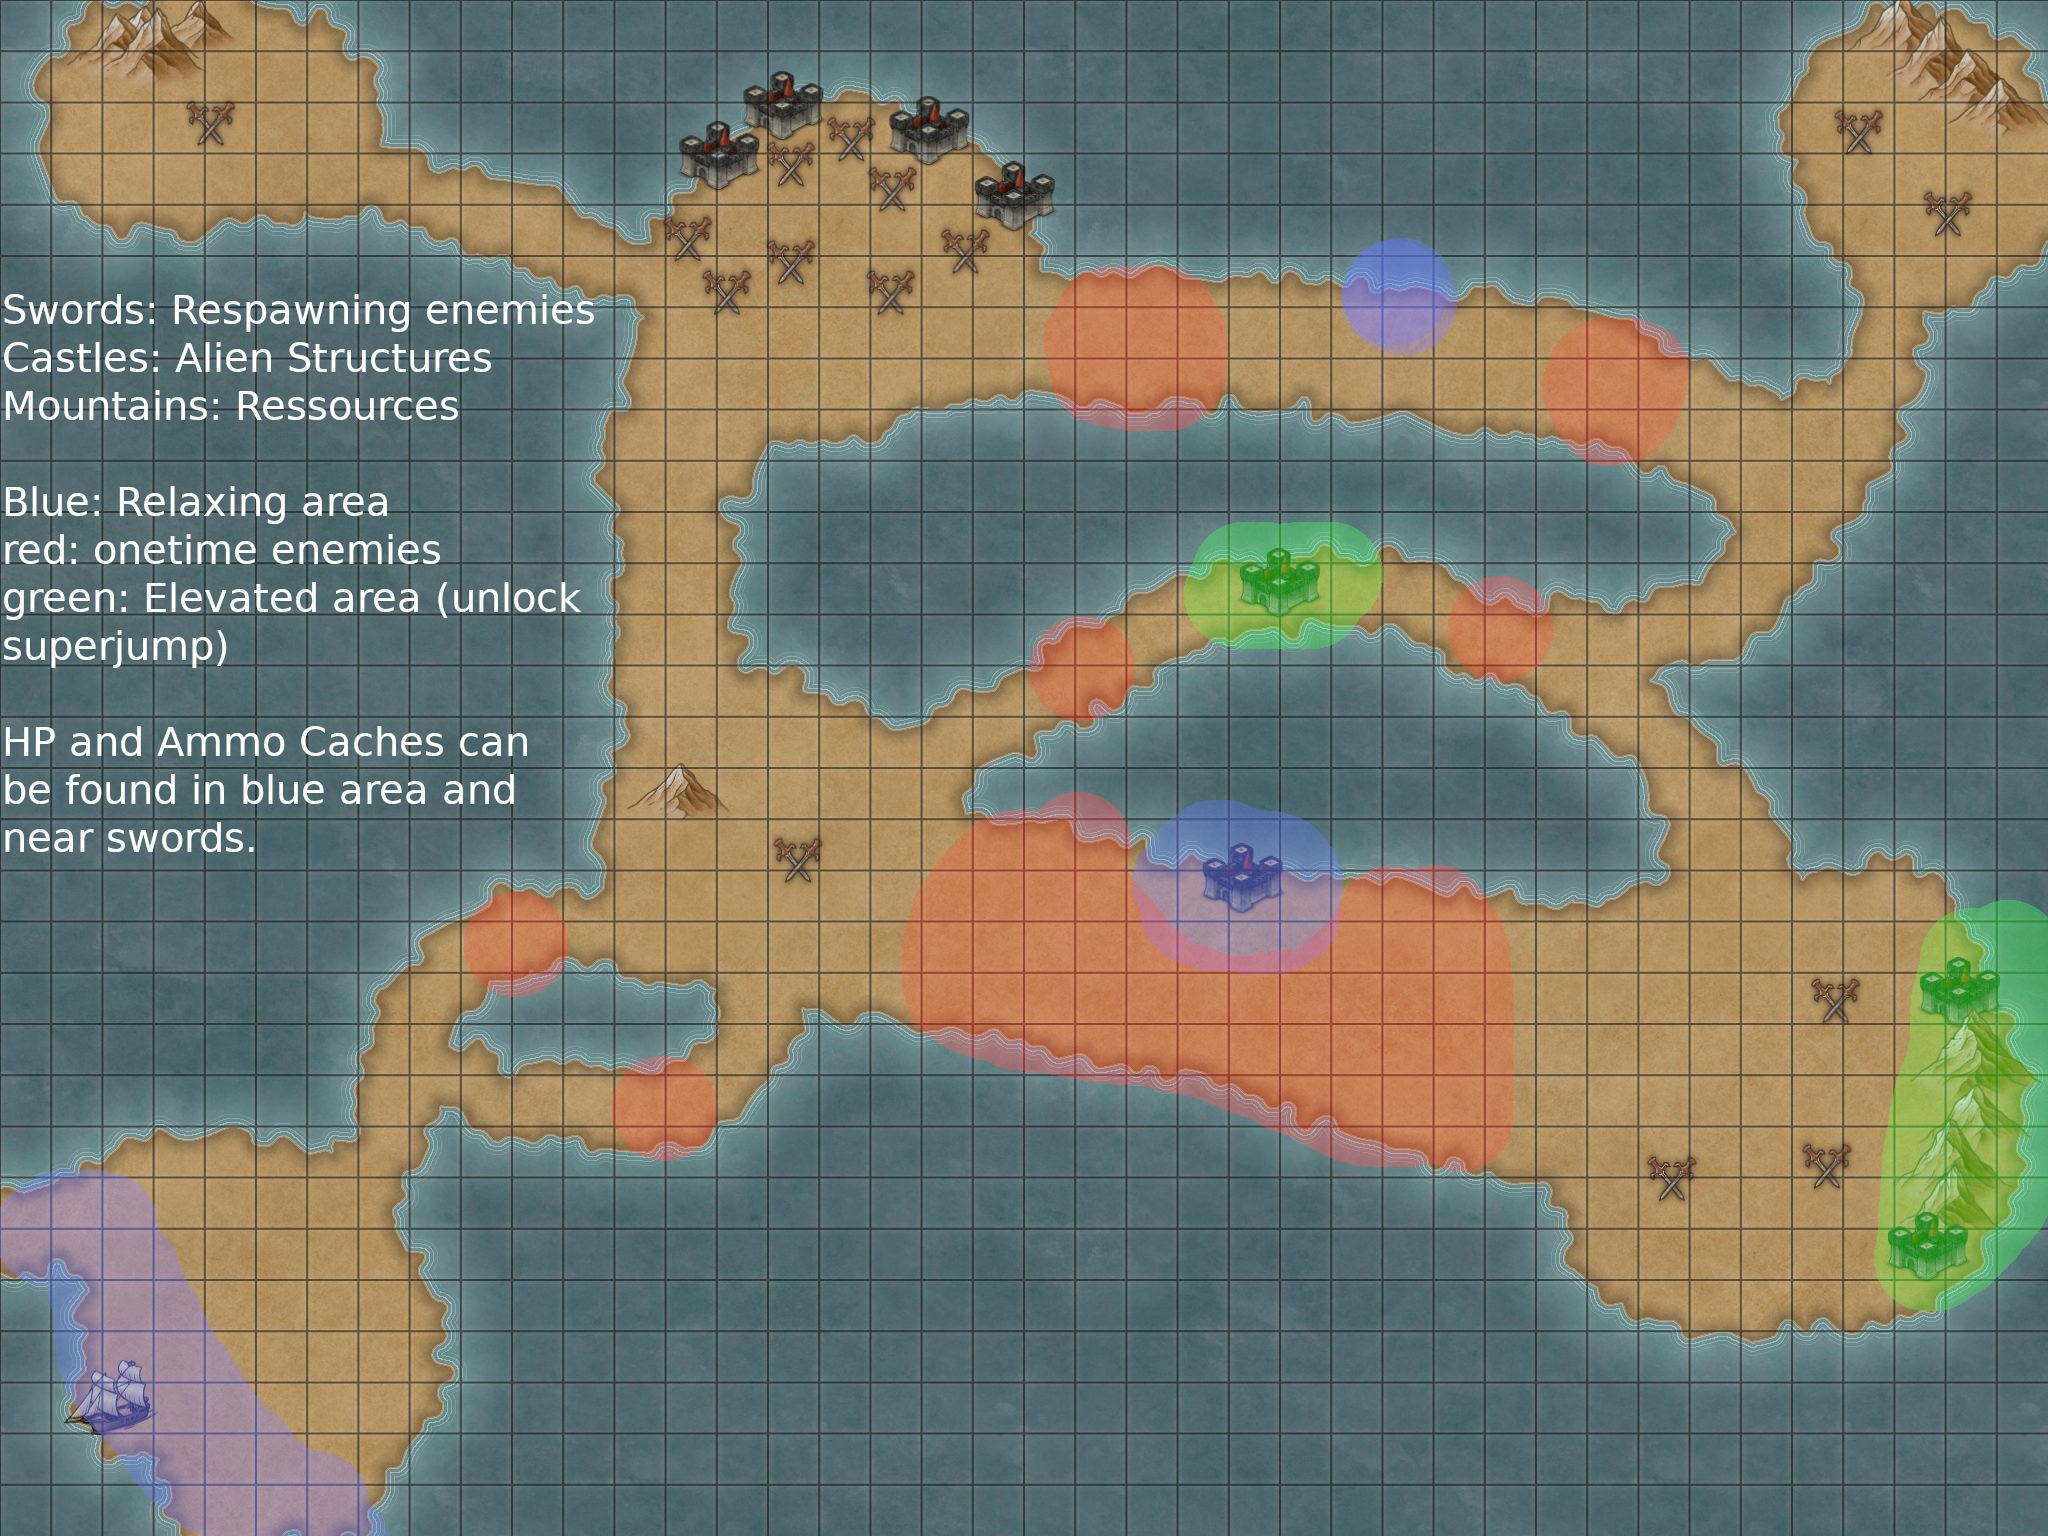 Swords: Respawning enemies
Castles: Alien Structures
Mountains: Ressources
Blue: Relaxing area
red: onetime enemies
green: Elevated area (unlock
superjump)
HP and Ammo Caches can
be found in blue area and
near swords.